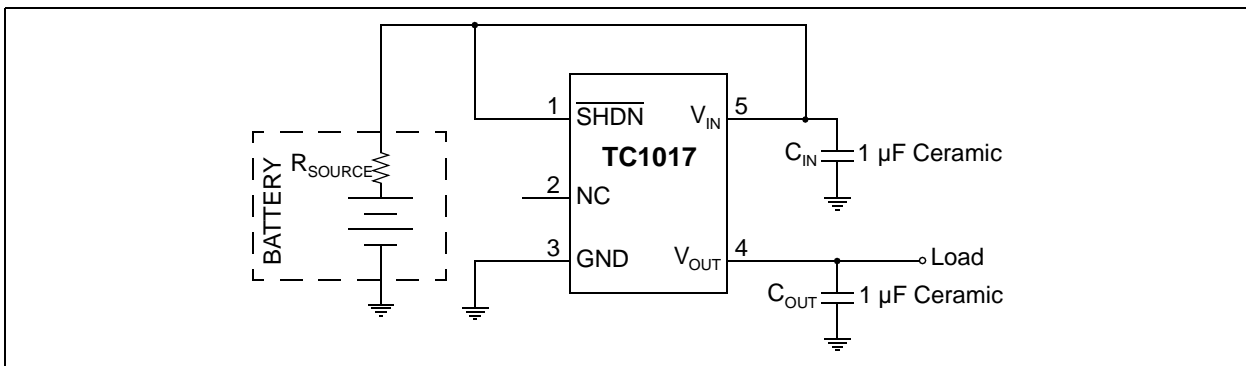 1
SHDN
V_IN
5
TC1017
C_IN
1 µF Ceramic
BATTERY
R_SOURCE
2
NC
3
GND
V_OUT
4
Load
C_OUT
1 µF Ceramic